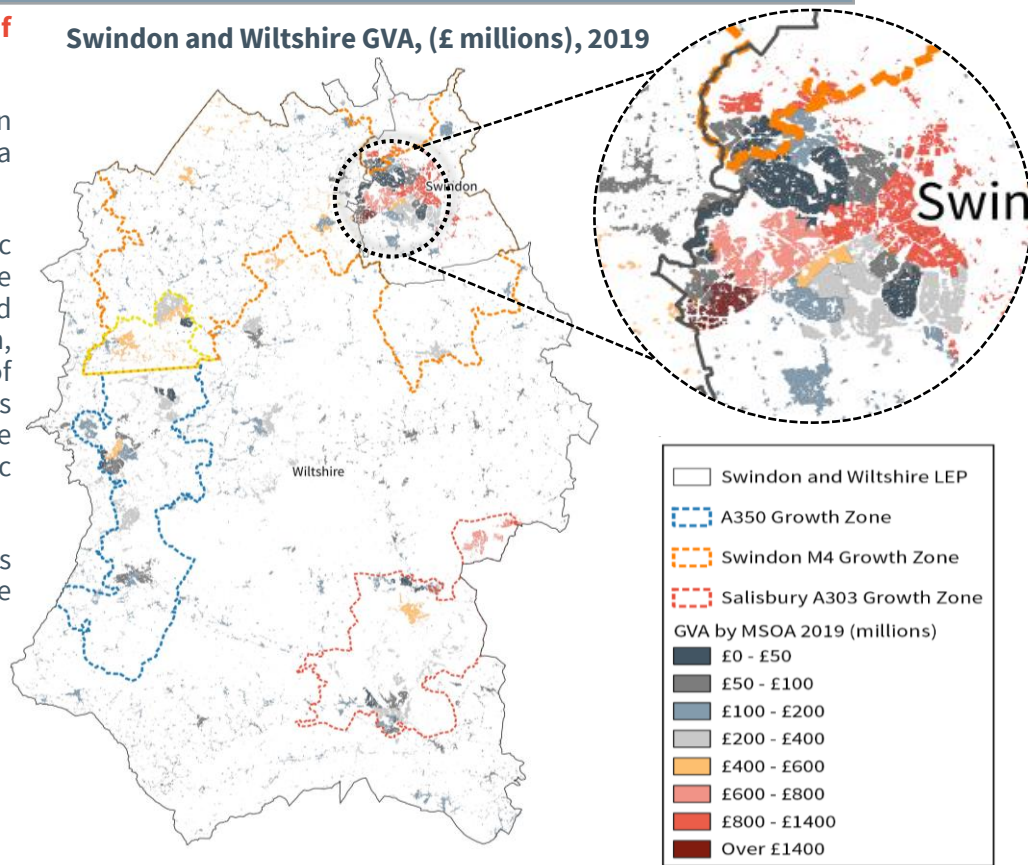 f
Swindon and Wiltshire GVA, (£ millions), 2019
n
a
c
e
d
n,
of
s
e
c
s
e
Swindon
Swin
Wiltshire
Swindon and Wiltshire LEP
A350 Growth Zone
Swindon M4 Growth Zone
Salisbury A303 Growth Zone
GVA by MSOA 2019 (millions)
£0 - £50
£50 - £100
£100 - £200
£200 - £400
£400 - £600
£600 - £800
£800 - £1400
Over £1400